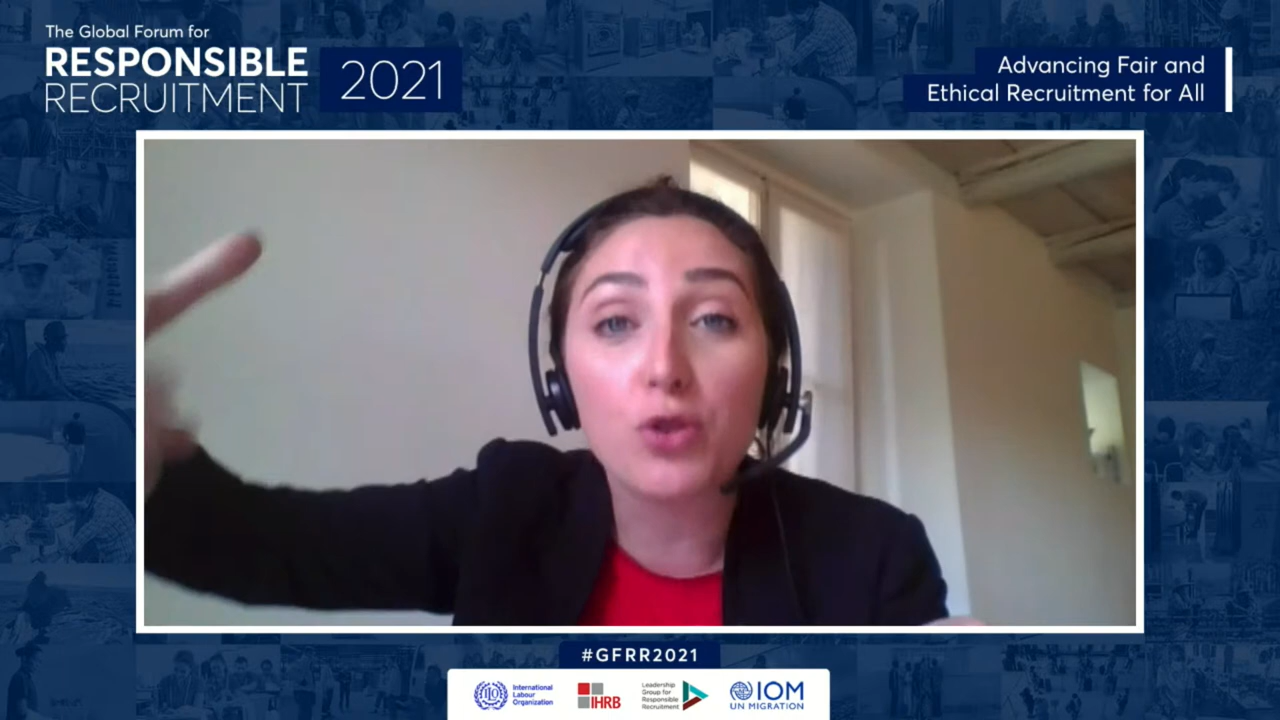 The Global Forum for
RESPONSIBLE
RECRUITMENT
2021
Advancing Fair and
Ethical Recruitment for All
#GFRR2021
International
Labour
Organization
IHRB
Leadership
Group for
Responsible
Recruitment
IOM
UN MIGRATION